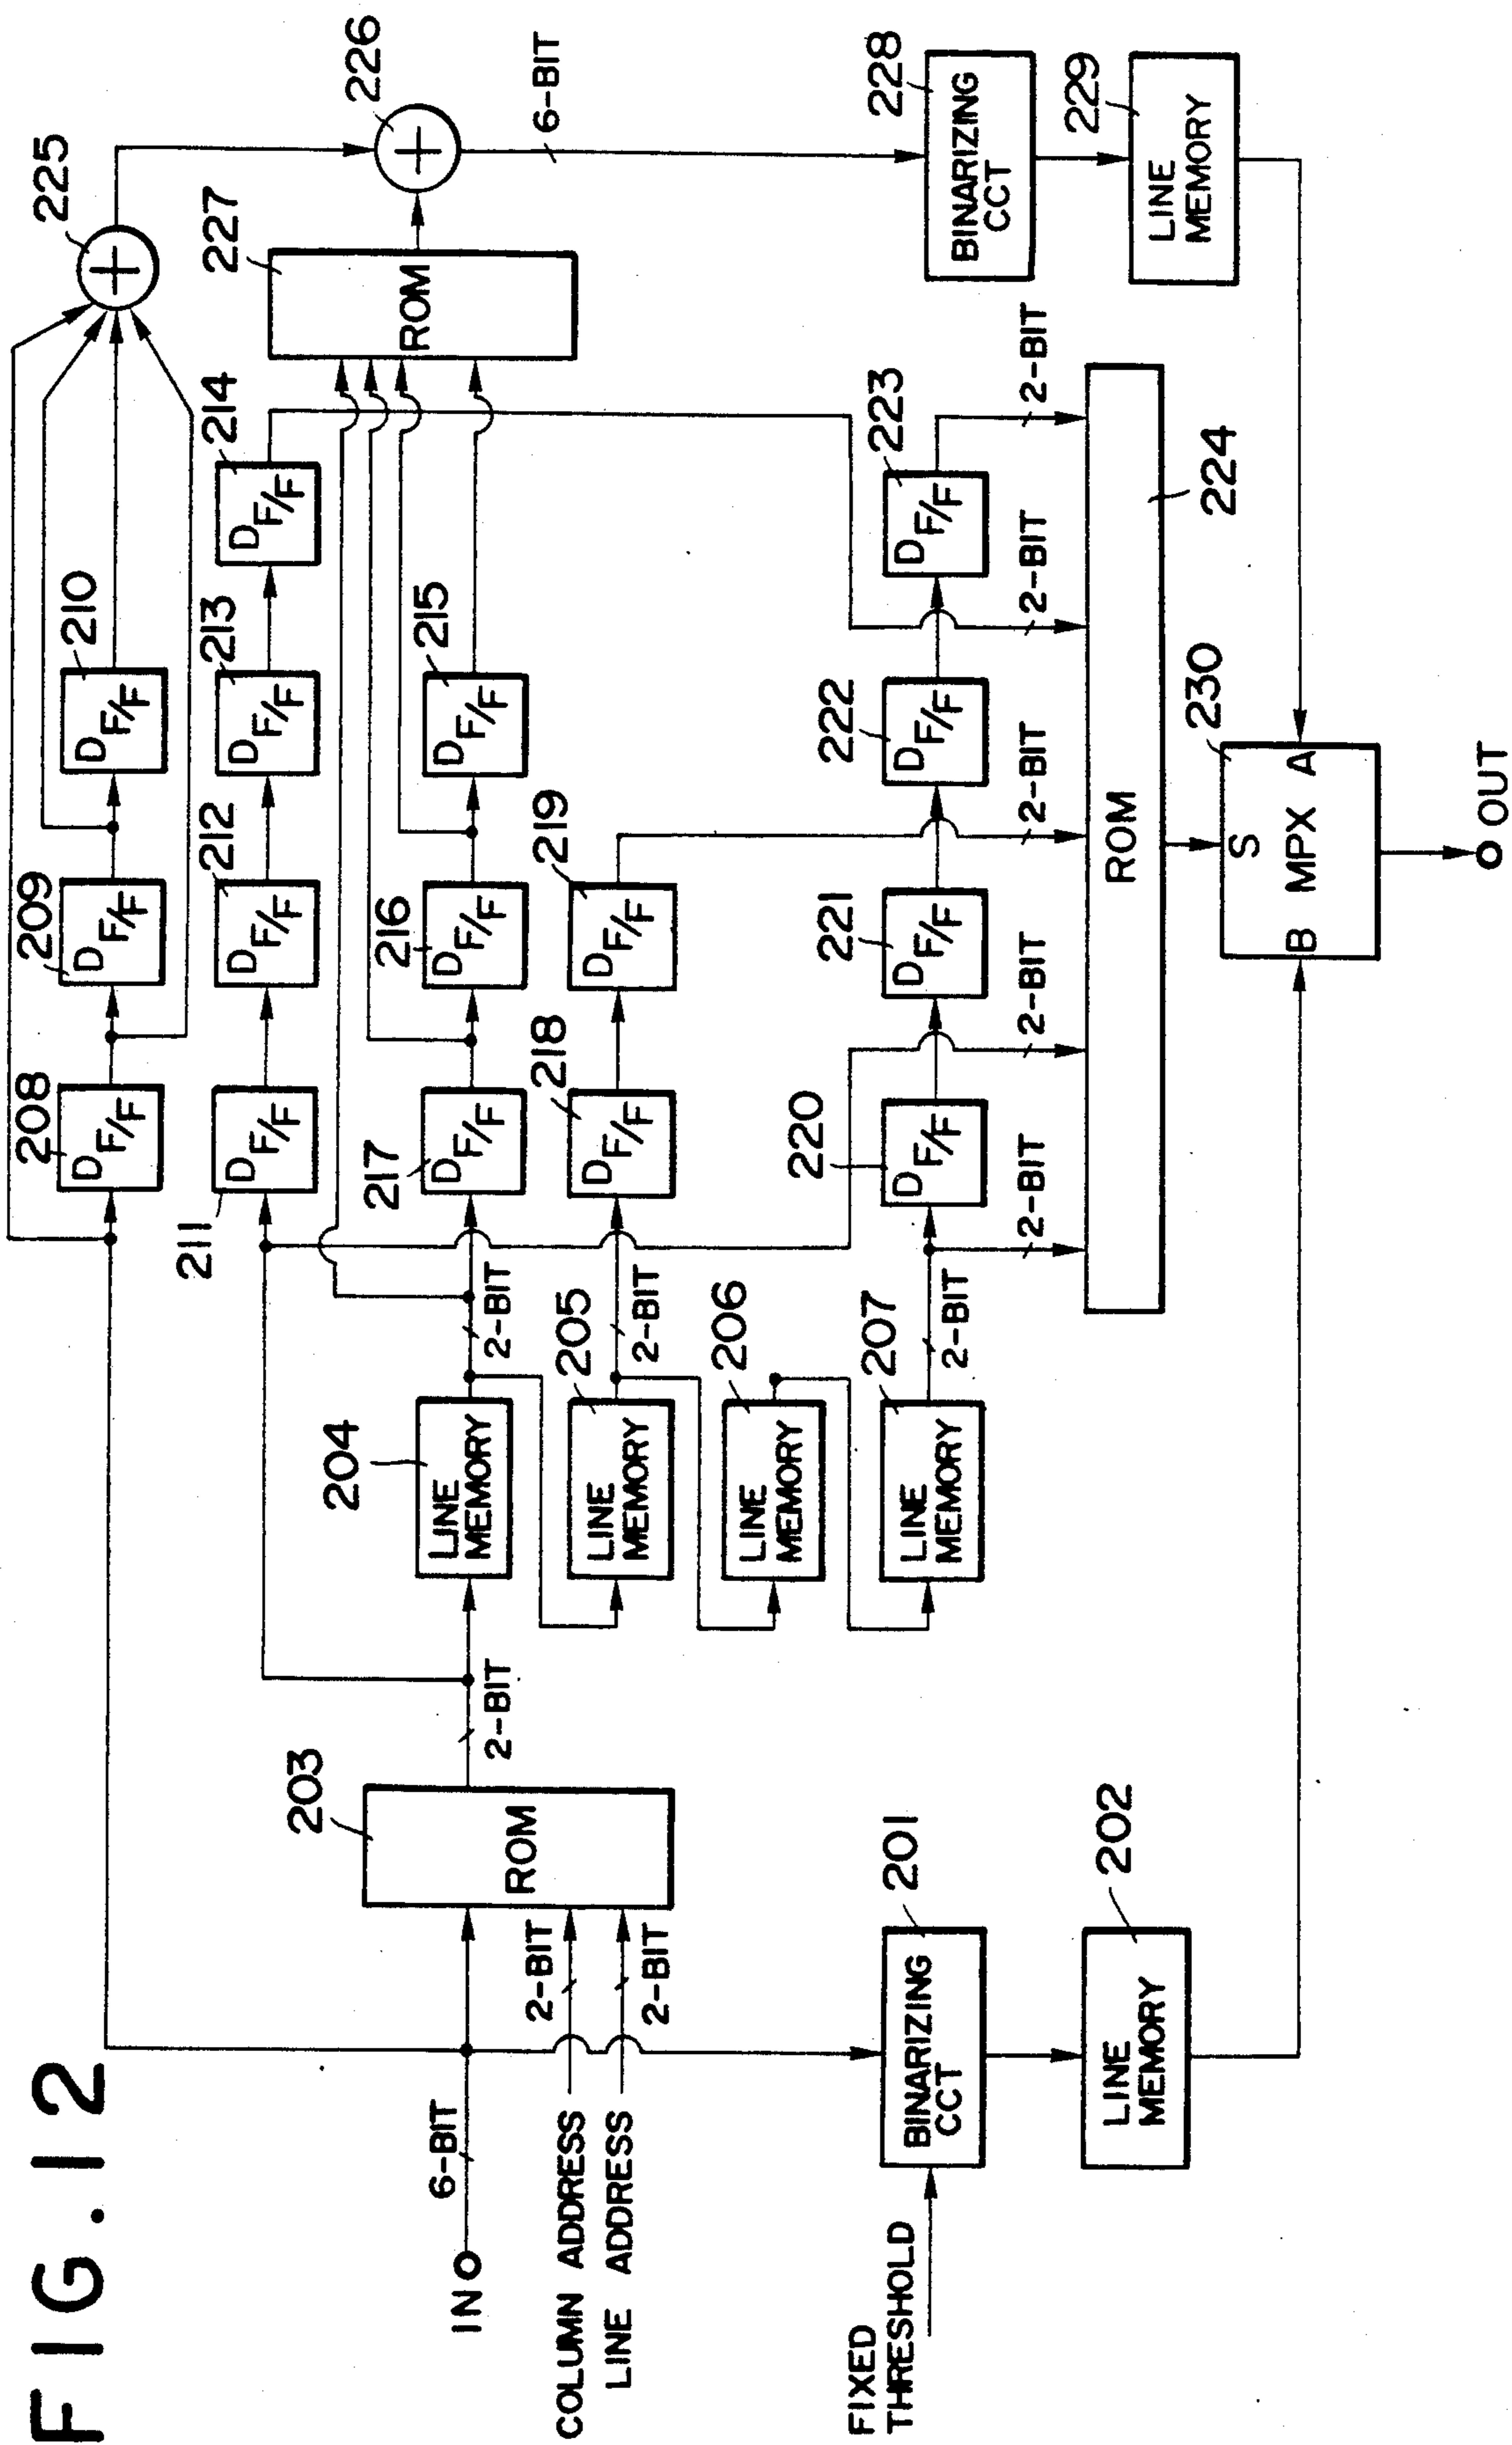 FIG. 12
IN
6-BIT
COLUMN ADDRESS
LINE ADDRESS
2-BIT
2-BIT
FIXED
THRESHOLD
203
ROM
2-BIT
201
BINARIZING
CCT
202
LINE
MEMORY
204
LINE
MEMORY
2-BIT
205
LINE
MEMORY
2-BIT
206
LINE
MEMORY
207
LINE
MEMORY
2-BIT
208
D F/F
209
D F/F
210
D F/F
211
D F/F
212
D F/F
213
D F/F
214
D F/F
217
D F/F
216
D F/F
215
D F/F
218
D F/F
219
D F/F
220
D F/F
221
D F/F
222
D F/F
223
D F/F
2-BIT
2-BIT
2-BIT
2-BIT
2-BIT
2-BIT
ROM
224
225
+
226
+
227
ROM
6-BIT
228
BINARIZING
CCT
229
LINE
MEMORY
230
S
B MPX A
OUT